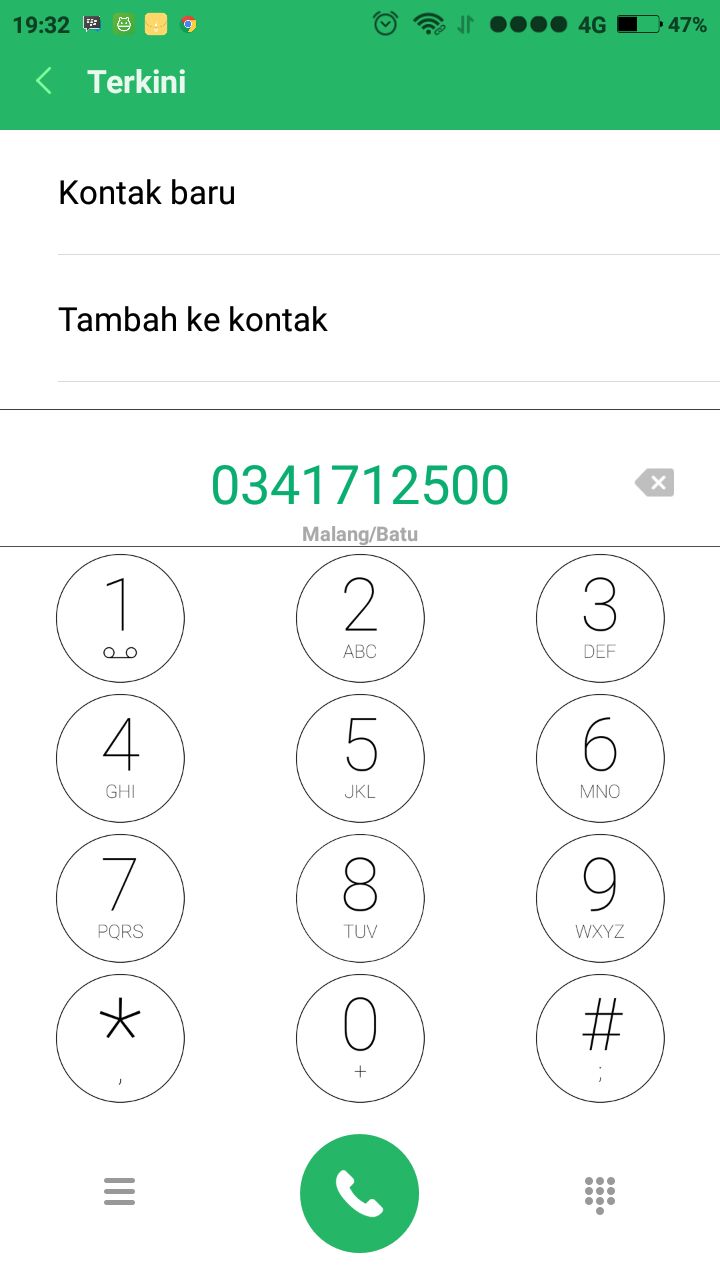 19:32 4G 47%
Terkini
Kontak baru
Tambah ke kontak
0341712500
Malang/Batu
1 2 3
ABC DEF
4 5 6
GHI JKL MNO
7 8 9
PQRS TUV WXYZ
* 0 #
, + ;